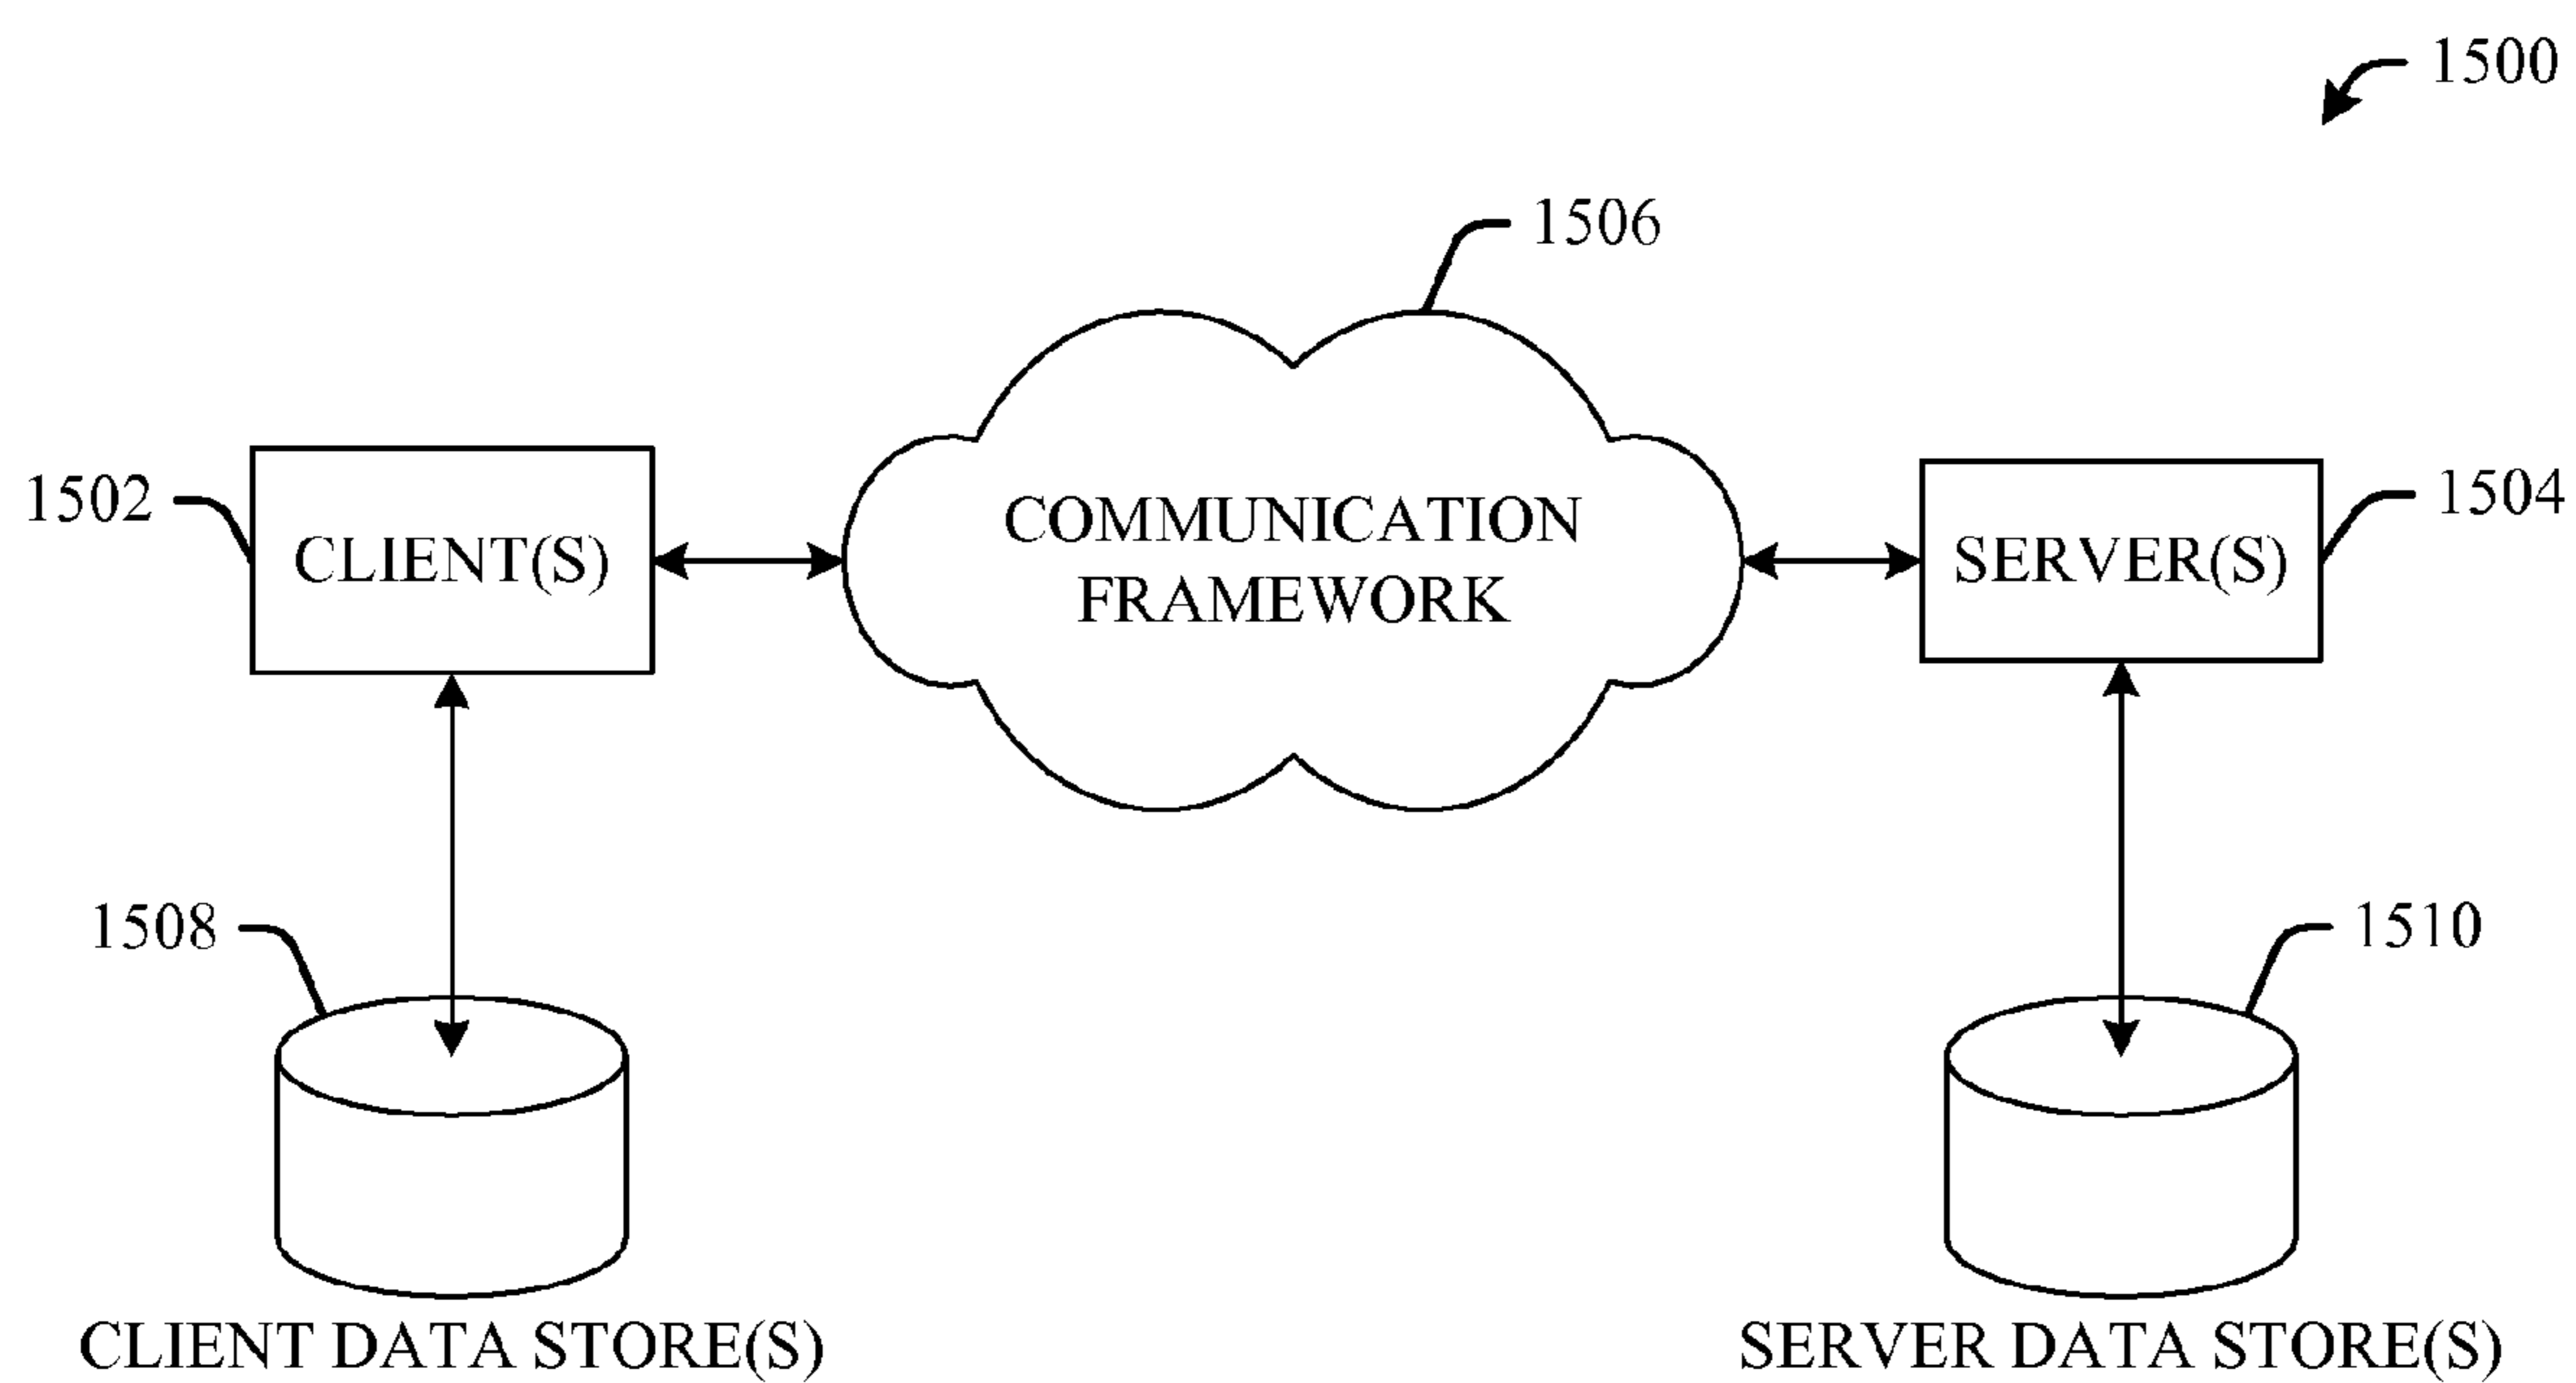 1500
1506
1502
CLIENT(S)
COMMUNICATION
FRAMEWORK
SERVER(S)
1504
1508
1510
CLIENT DATA STORE(S)
SERVER DATA STORE(S)